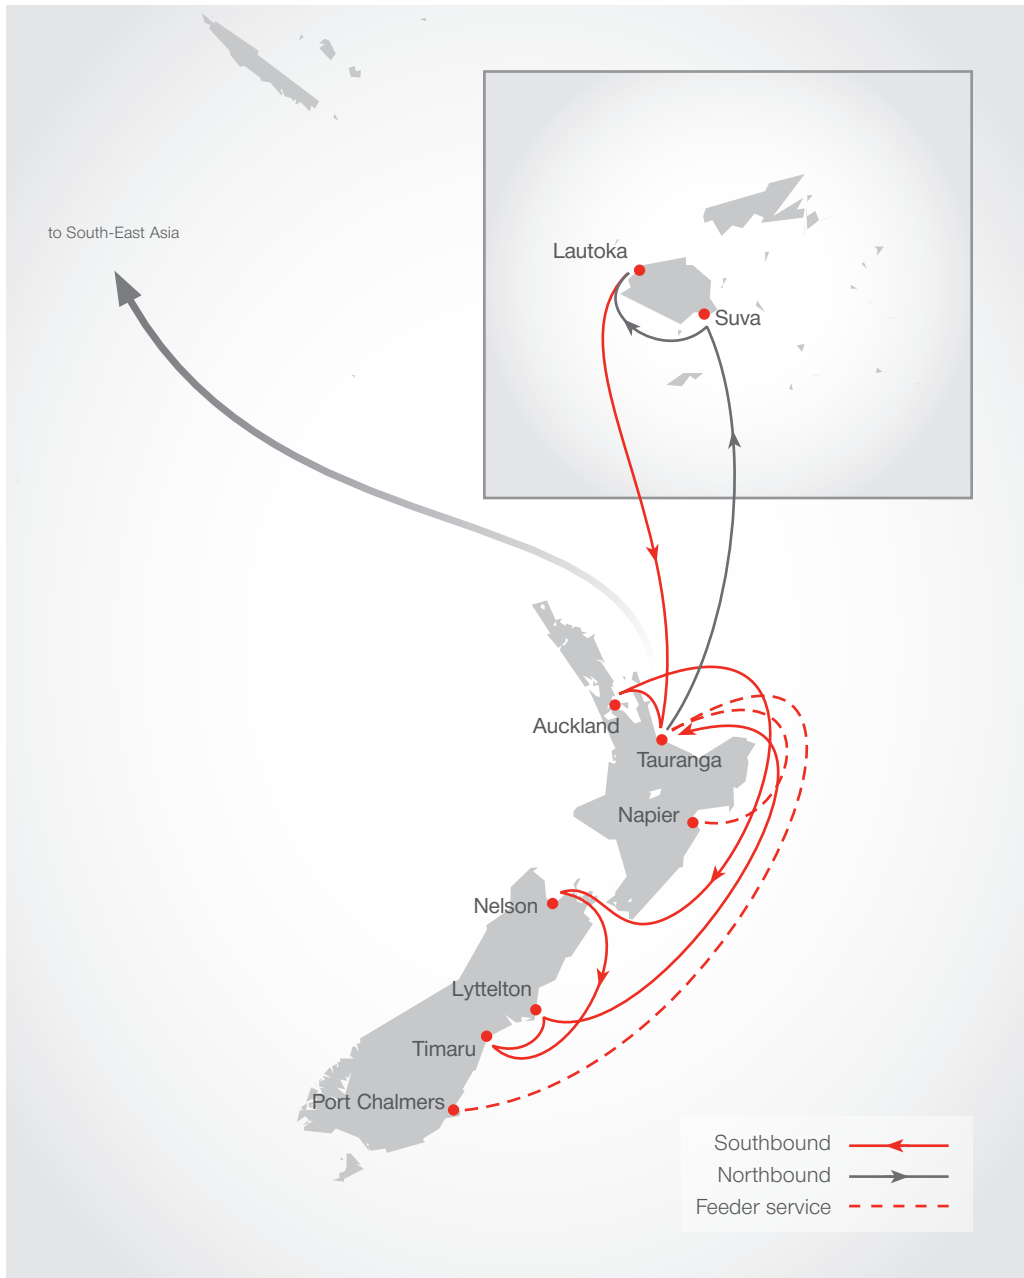 to South-East Asia
Lautoka
Suva
Auckland
Tauranga
Napier
Nelson
Lyttelton
Timaru
Port Chalmers
Southbound
Northbound
Feeder service